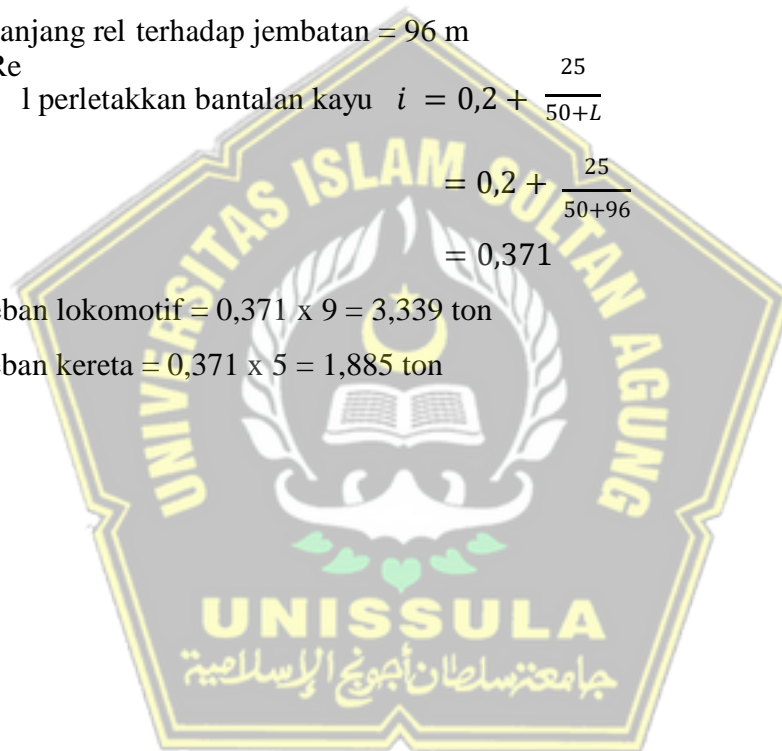 anjang rel terhadap jembatan = 96 m
Re
l perletakkan bantalan kayu i = 0,2 + 25/(50+L)
= 0,2 + 25/(50+96)
= 0,371
ban lokomotif = 0,371 x 9 = 3,339 ton
ban kereta = 0,371 x 5 = 1,885 ton
UNIVERSITAS ISLAM SULTAN AGUNG
UNISSULA
جامعة سلطان أجونج الإسلامية